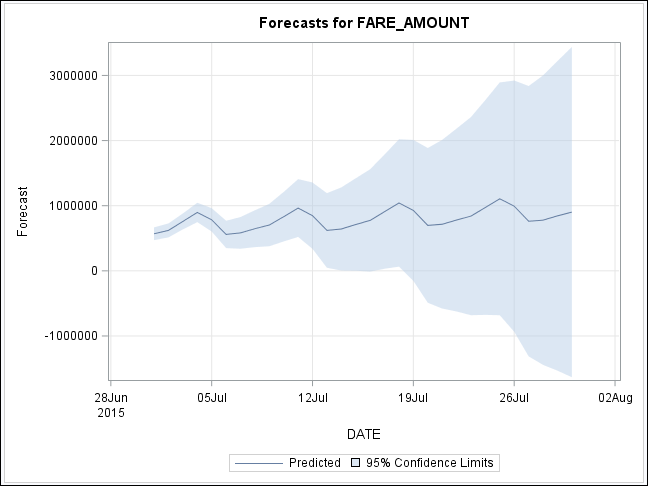 Forecasts for FARE_AMOUNT
3000000
2000000
1000000
0
-1000000
Forecast
28Jun
2015
05Jul
12Jul
19Jul
26Jul
02Aug
DATE
Predicted
95% Confidence Limits